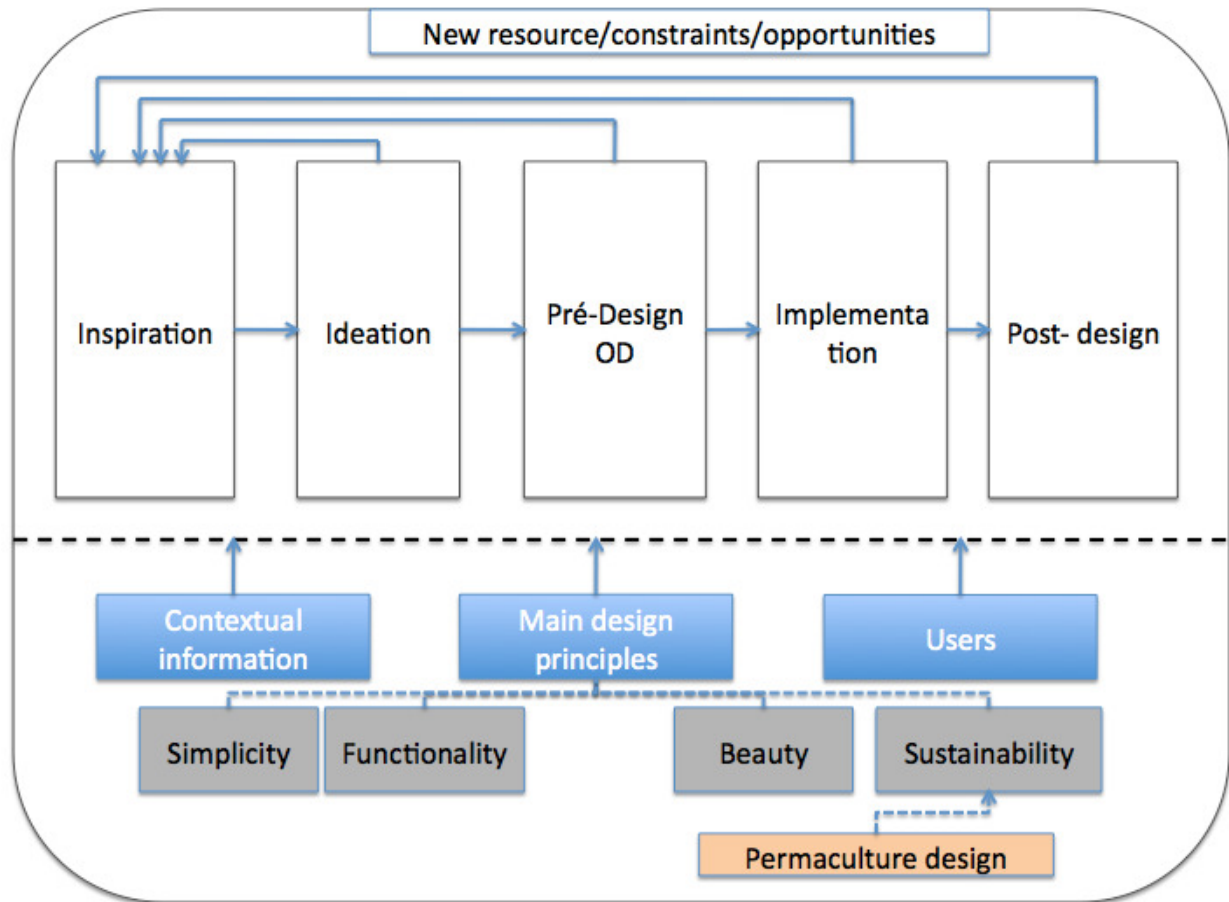 New resource/constraints/opportunities
Inspiration
Ideation
Pré-Design
OD
Implementa
tion
Post- design
Contextual
information
Main design
principles
Users
Simplicity
Functionality
Beauty
Sustainability
Permaculture design